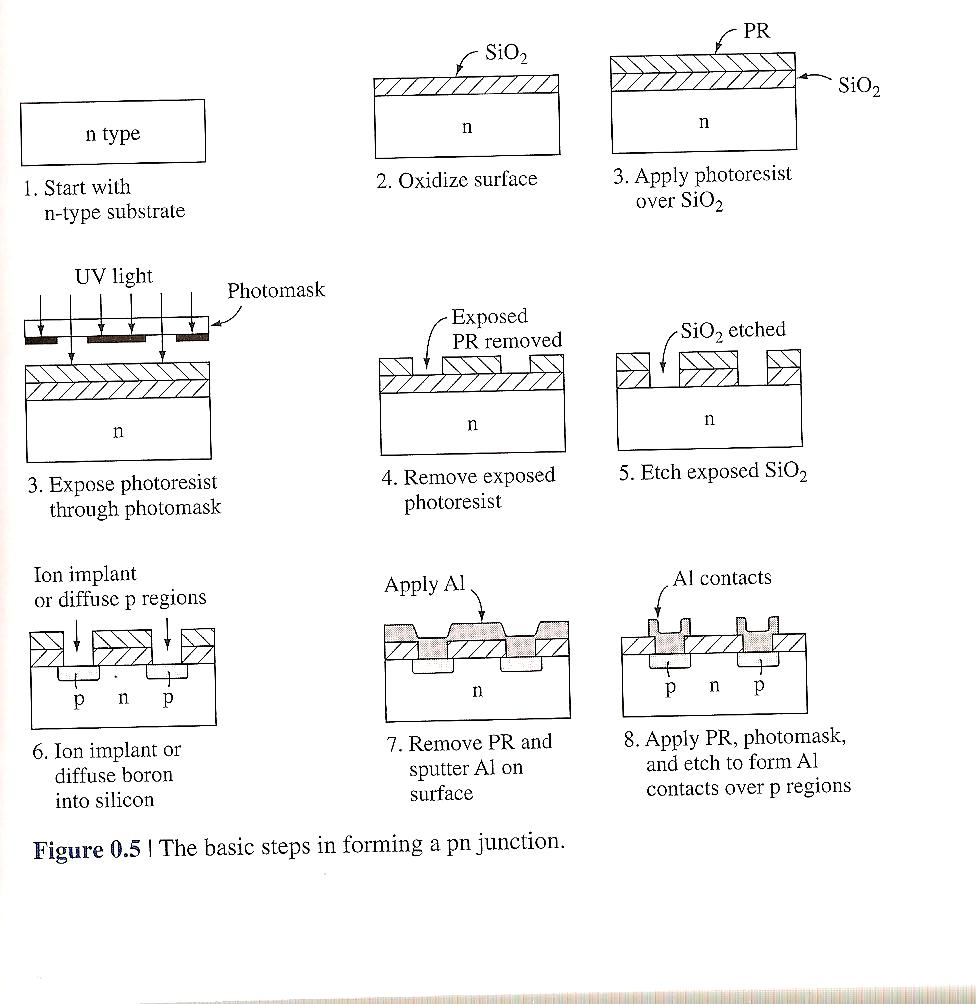 n type
1. Start with
n-type substrate
SiO2
n
2. Oxidize surface
PR
SiO2
n
3. Apply photoresist
over SiO2
UV light
Photomask
n
3. Expose photoresist
through photomask
Exposed
PR removed
n
4. Remove exposed
photoresist
SiO2 etched
n
5. Etch exposed SiO2
Ion implant
or diffuse p regions
p n p
6. Ion implant or
diffuse boron
into silicon
Apply Al
n
7. Remove PR and
sputter Al on
surface
Al contacts
p n p
8. Apply PR, photomask,
and etch to form Al
contacts over p regions
Figure 0.5 | The basic steps in forming a pn junction.